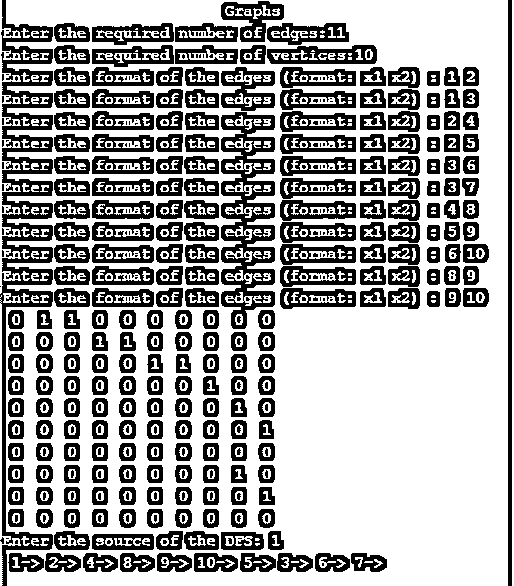 Graphs
Enter the required number of edges:11
Enter the required number of vertices:10
Enter the format of the edges (format: x1 x2) : 1 2
Enter the format of the edges (format: x1 x2) : 1 3
Enter the format of the edges (format: x1 x2) : 2 4
Enter the format of the edges (format: x1 x2) : 2 5
Enter the format of the edges (format: x1 x2) : 3 6
Enter the format of the edges (format: x1 x2) : 3 7
Enter the format of the edges (format: x1 x2) : 4 8
Enter the format of the edges (format: x1 x2) : 5 9
Enter the format of the edges (format: x1 x2) : 6 10
Enter the format of the edges (format: x1 x2) : 8 9
Enter the format of the edges (format: x1 x2) : 9 10
0 1 1 0 0 0 0 0 0 0
0 0 0 1 1 0 0 0 0 0
0 0 0 0 0 1 1 0 0 0
0 0 0 0 0 0 0 1 0 0
0 0 0 0 0 0 0 0 1 0
0 0 0 0 0 0 0 0 0 1
0 0 0 0 0 0 0 0 0 0
0 0 0 0 0 0 0 0 1 0
0 0 0 0 0 0 0 0 0 1
0 0 0 0 0 0 0 0 0 0
Enter the source of the DFS: 1
1-> 2-> 4-> 8-> 9-> 10-> 5-> 3-> 6-> 7->